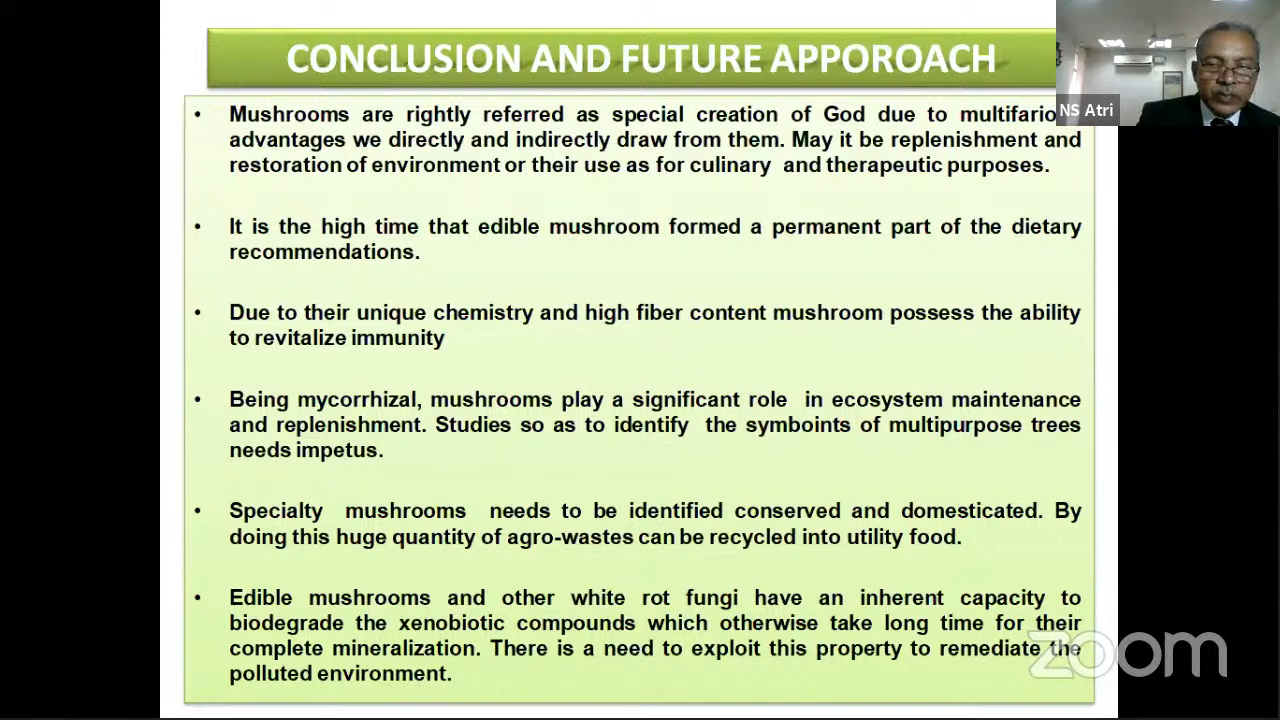 CONCLUSION AND FUTURE APPOROACH
NS Atri
• Mushrooms are rightly referred as special creation of God due to
advantages we directly and indirectly draw from them. May it be replenishment and
restoration of environment or their use as for culinary and therapeutic purposes.
• It is the high time that edible mushroom formed a permanent part of the dietary
recommendations.
• Due to their unique chemistry and high fiber content mushroom possess the ability
to revitalize immunity
• Being mycorrhizal, mushrooms play a significant role in ecosystem maintenance
and replenishment. Studies so as to identify the symboints of multipurpose trees
needs impetus.
• Specialty mushrooms needs to be identified conserved and domesticated. By
doing this huge quantity of agro-wastes can be recycled into utility food.
• Edible mushrooms and other white rot fungi have an inherent capacity to
biodegrade the xenobiotic compounds which otherwise take long time for their
complete mineralization. There is a need to exploit this property to remediate the
polluted environment.
zoom